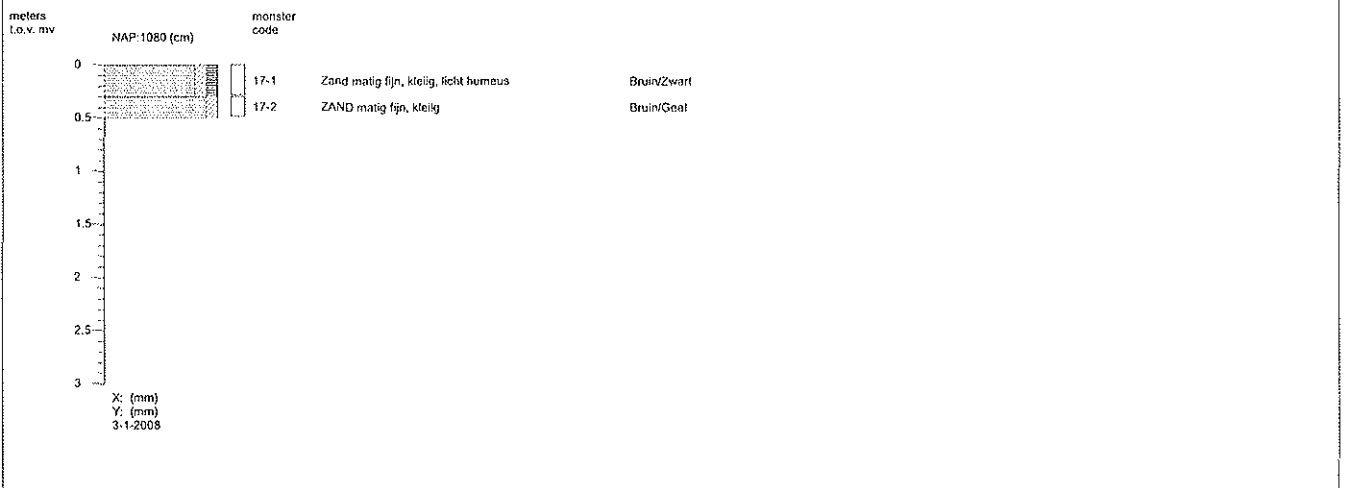 meters
t.o.v. mv
monster
code
NAP:1080 (cm)
0
17-1 Zand matig fijn, kleiig, licht humeus Bruin/Zwart
17-2 ZAND matig fijn, kleiig Bruin/Geel
0.5
1
1.5
2
2.5
3
X: (mm)
Y: (mm)
3-1-2008